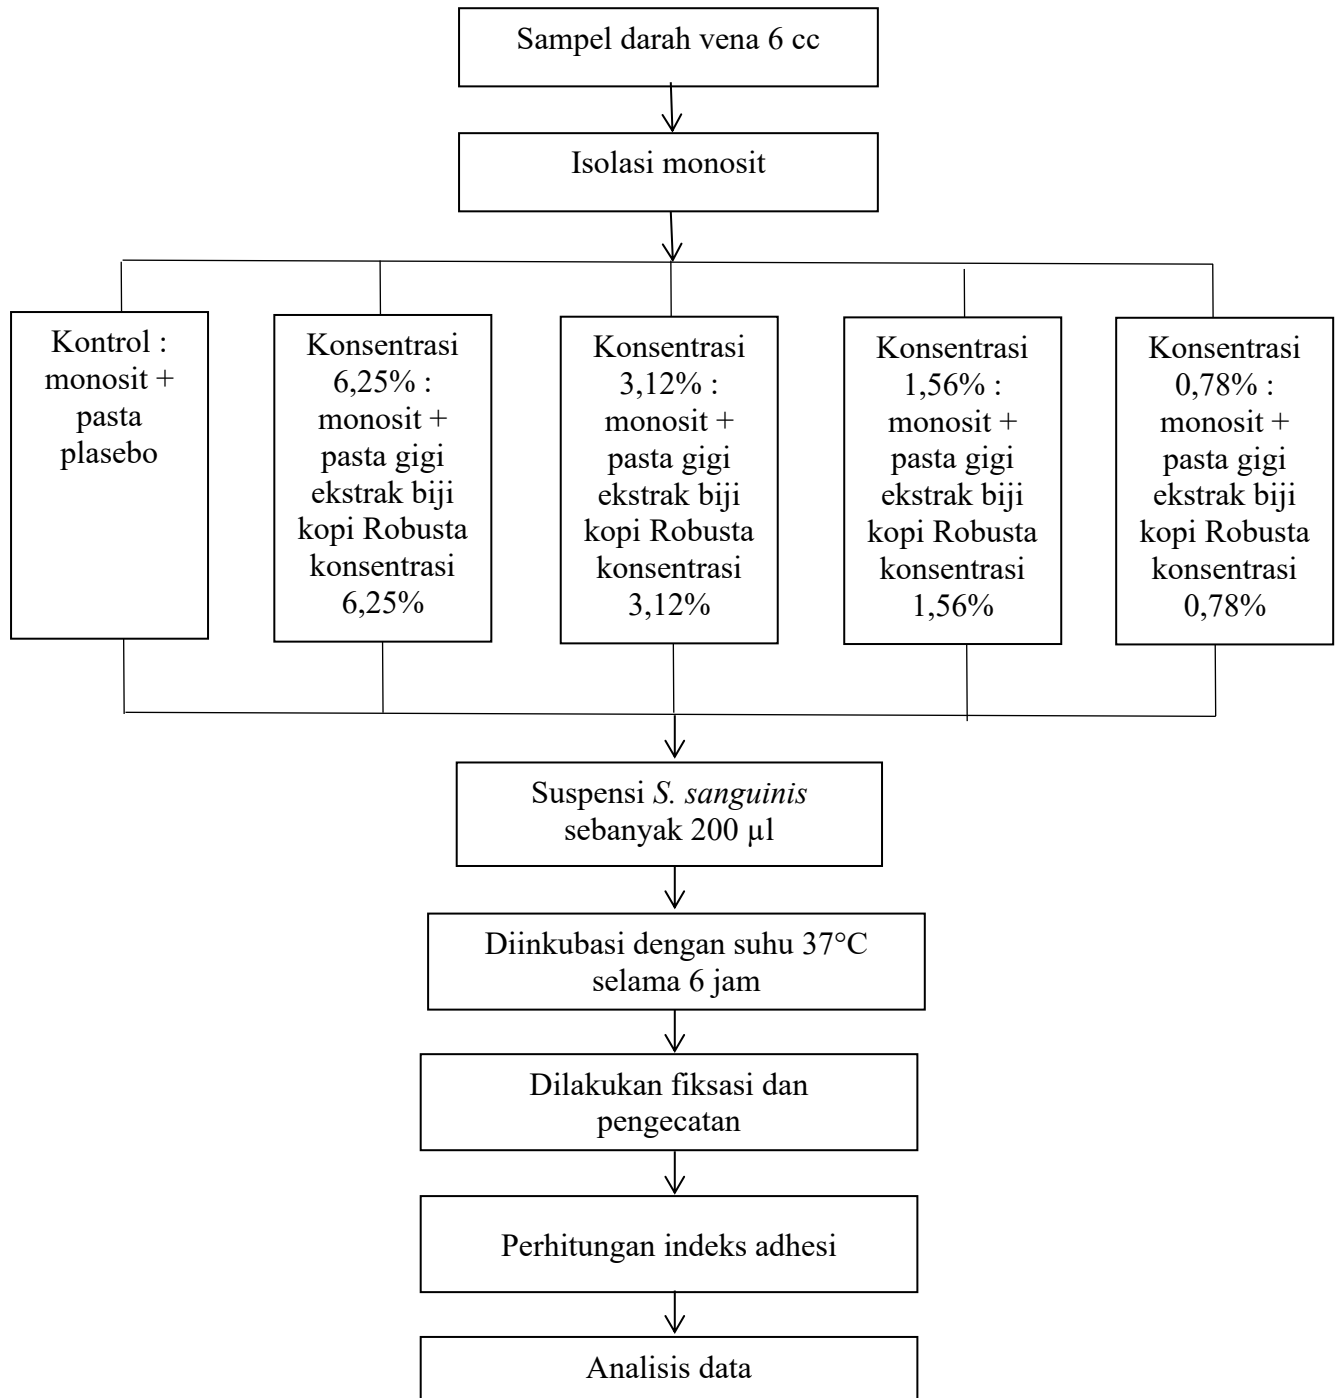 Sampel darah vena 6 cc
Isolasi monosit
Kontrol :
monosit +
pasta
plasebo
Konsentrasi
6,25% :
monosit +
pasta gigi
ekstrak biji
kopi Robusta
konsentrasi
6,25%
Konsentrasi
3,12% :
monosit +
pasta gigi
ekstrak biji
kopi Robusta
konsentrasi
3,12%
Konsentrasi
1,56% :
monosit +
pasta gigi
ekstrak biji
kopi Robusta
konsentrasi
1,56%
Konsentrasi
0,78% :
monosit +
pasta gigi
ekstrak biji
kopi Robusta
konsentrasi
0,78%
Suspensi S. sanguinis
sebanyak 200 µl
Diinkubasi dengan suhu 37°C
selama 6 jam
Dilakukan fiksasi dan
pengecatan
Perhitungan indeks adhesi
Analisis data